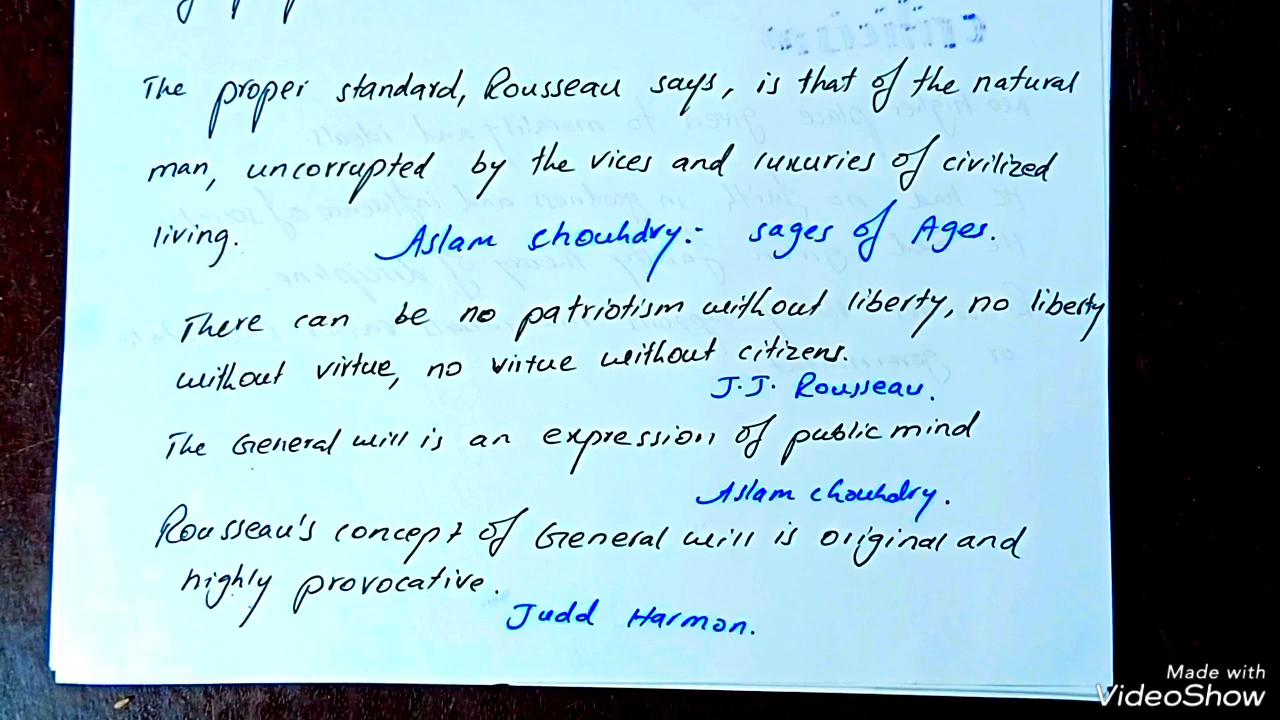 The proper standard, Rousseau says, is that of the natural
man, uncorrupted by the vices and luxuries of civilized
living. Aslam chouhdry:- sages of Ages.
There can be no patriotism without liberty, no liberty
without virtue, no virtue without citizens.
J.J. Rousseau.
The General will is an expression of public mind
Aslam chouhdry.
Rousseau's concept of General will is original and
highly provocative.
Judd Harmon.
Made with
VideoShow